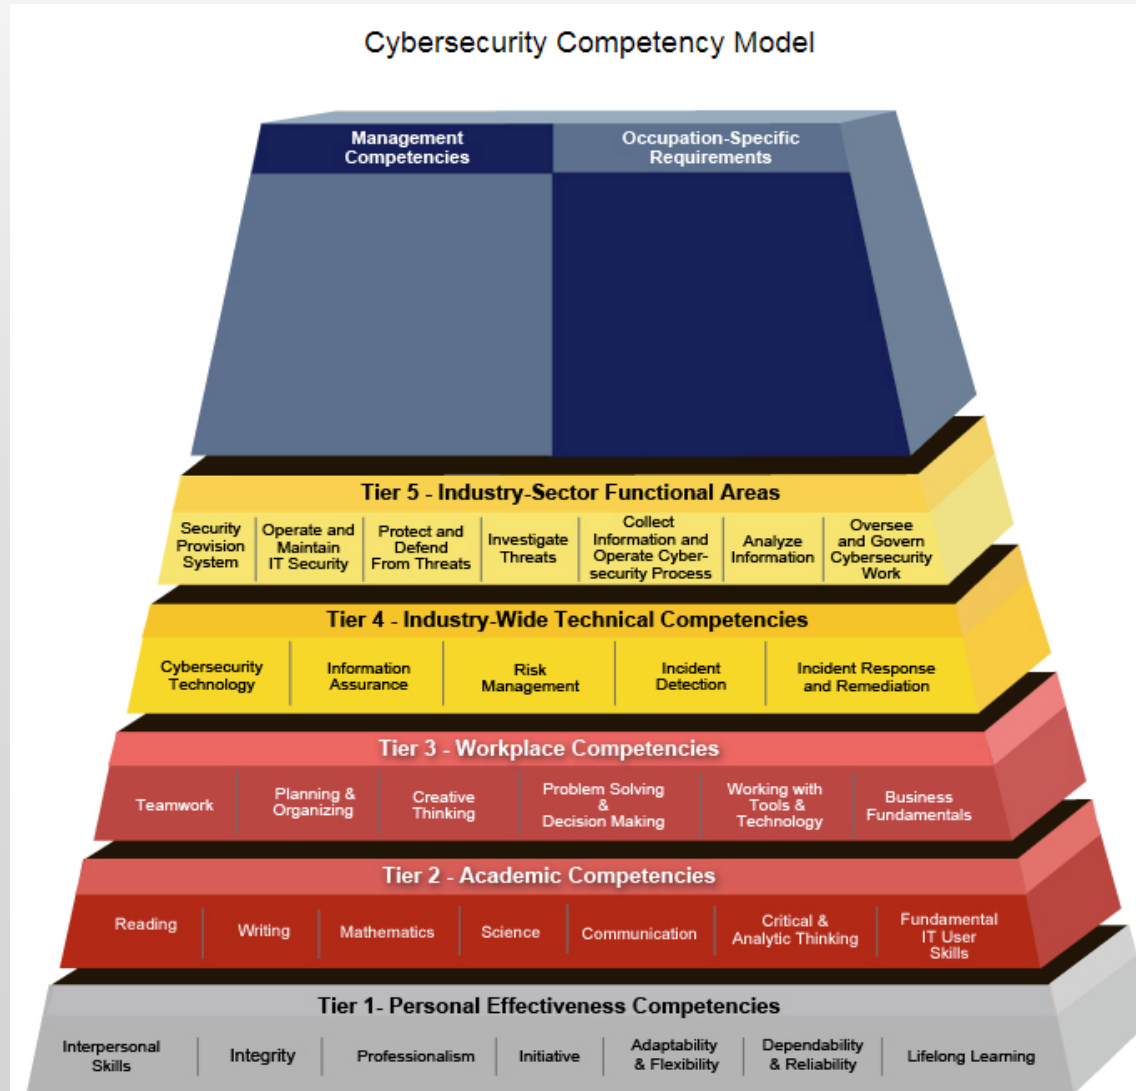 Cybersecurity Competency Model
Management
Competencies
Occupation-Specific
Requirements
Tier 5 - Industry-Sector Functional Areas
Security
Provision
System
Operate and
Maintain
IT Security
Protect and
Defend
From Threats
Investigate
Threats
Collect
Information and
Operate Cyber-
security Process
Analyze
Information
Oversee
and Govern
Cybersecurity
Work
Tier 4 - Industry-Wide Technical Competencies
Cybersecurity
Technology
Information
Assurance
Risk
Management
Incident
Detection
Incident Response
and Remediation
Tier 3 - Workplace Competencies
Teamwork
Planning &
Organizing
Creative
Thinking
Problem Solving
&
Decision Making
Working with
Tools &
Technology
Business
Fundamentals
Tier 2 - Academic Competencies
Reading
Writing
Mathematics
Science
Communication
Critical &
Analytic Thinking
Fundamental
IT User
Skills
Tier 1- Personal Effectiveness Competencies
Interpersonal
Skills
Integrity
Professionalism
Initiative
Adaptability
& Flexibility
Dependability
& Reliability
Lifelong Learning